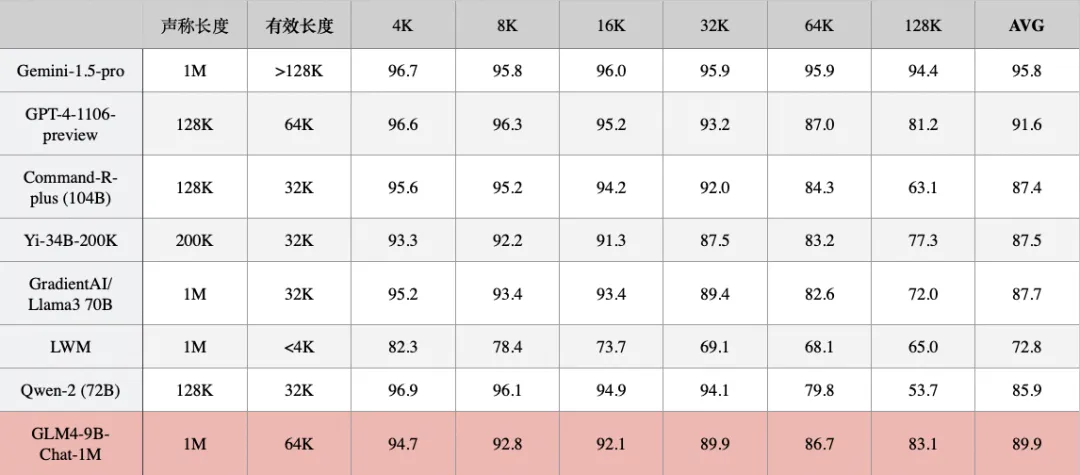 声称长度 有效长度 4K 8K 16K 32K 64K 128K AVG
Gemini-1.5-pro 1M >128K 96.7 95.8 96.0 95.9 95.9 94.4 95.8
GPT-4-1106-
preview 128K 64K 96.6 96.3 95.2 93.2 87.0 81.2 91.6
Command-R-
plus (104B) 128K 32K 95.6 95.2 94.2 92.0 84.3 63.1 87.4
Yi-34B-200K 200K 32K 93.3 92.2 91.3 87.5 83.2 77.3 87.5
GradientAI/
Llama3 70B 1M 32K 95.2 93.4 93.4 89.4 82.6 72.0 87.7
LWM 1M <4K 82.3 78.4 73.7 69.1 68.1 65.0 72.8
Qwen-2 (72B) 128K 32K 96.9 96.1 94.9 94.1 79.8 53.7 85.9
GLM4-9B-
Chat-1M 1M 64K 94.7 92.8 92.1 89.9 86.7 83.1 89.9